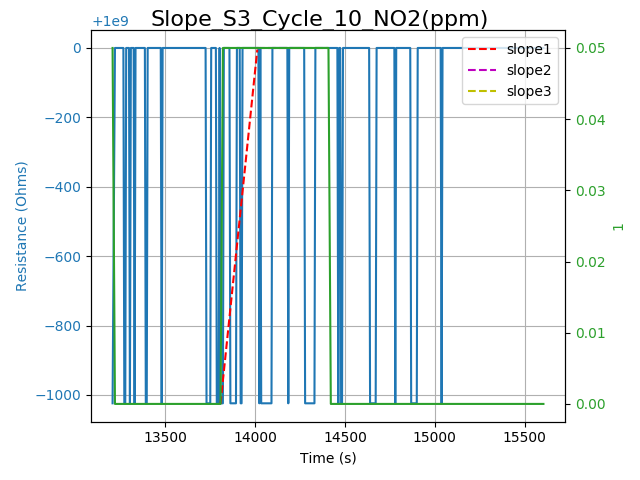 Slope_S3_Cycle_10_NO2(ppm)
+1e9
0
−200
−400
−600
−800
−1000
Resistance (Ohms)
13500
14000
14500
15000
15500
Time (s)
0.05
0.04
0.03
0.02
0.01
0.00
1
slope1
slope2
slope3